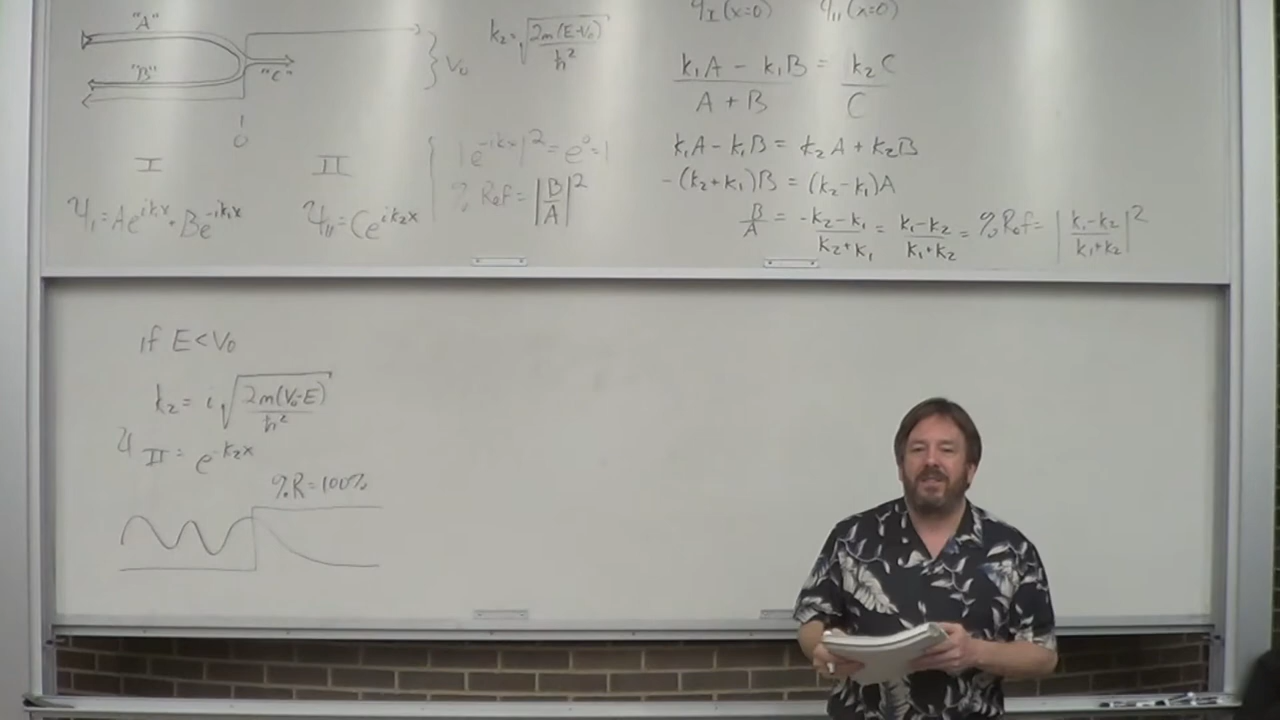 "A"
"B"
"C"
V₀
0
I
II
Ψ_I = Ae^{ik₁x} + Be^{-ik₁x}
Ψ_II = Ce^{ik₂x}
k₂ = √(2m(E-V₀)/ħ²)
|e^{-ikx}|² = e⁰ = 1
% Ref = |B/A|²
Ψ_I(x=0) Ψ_II(x=0)
(k₁A - k₁B)/(A + B) = k₂C/C
k₁A - k₁B = k₂A + k₂B
-(k₂+k₁)B = (k₂-k₁)A
B/A = -k₂-k₁/k₂+k₁ = k₁-k₂/k₁+k₂ = % Ref = |k₁-k₂/k₁+k₂|²
if E<V₀
k₂ = i√(2m(V₀-E)/ħ²)
Ψ_II = e^{-k₂x}
%R = 100%